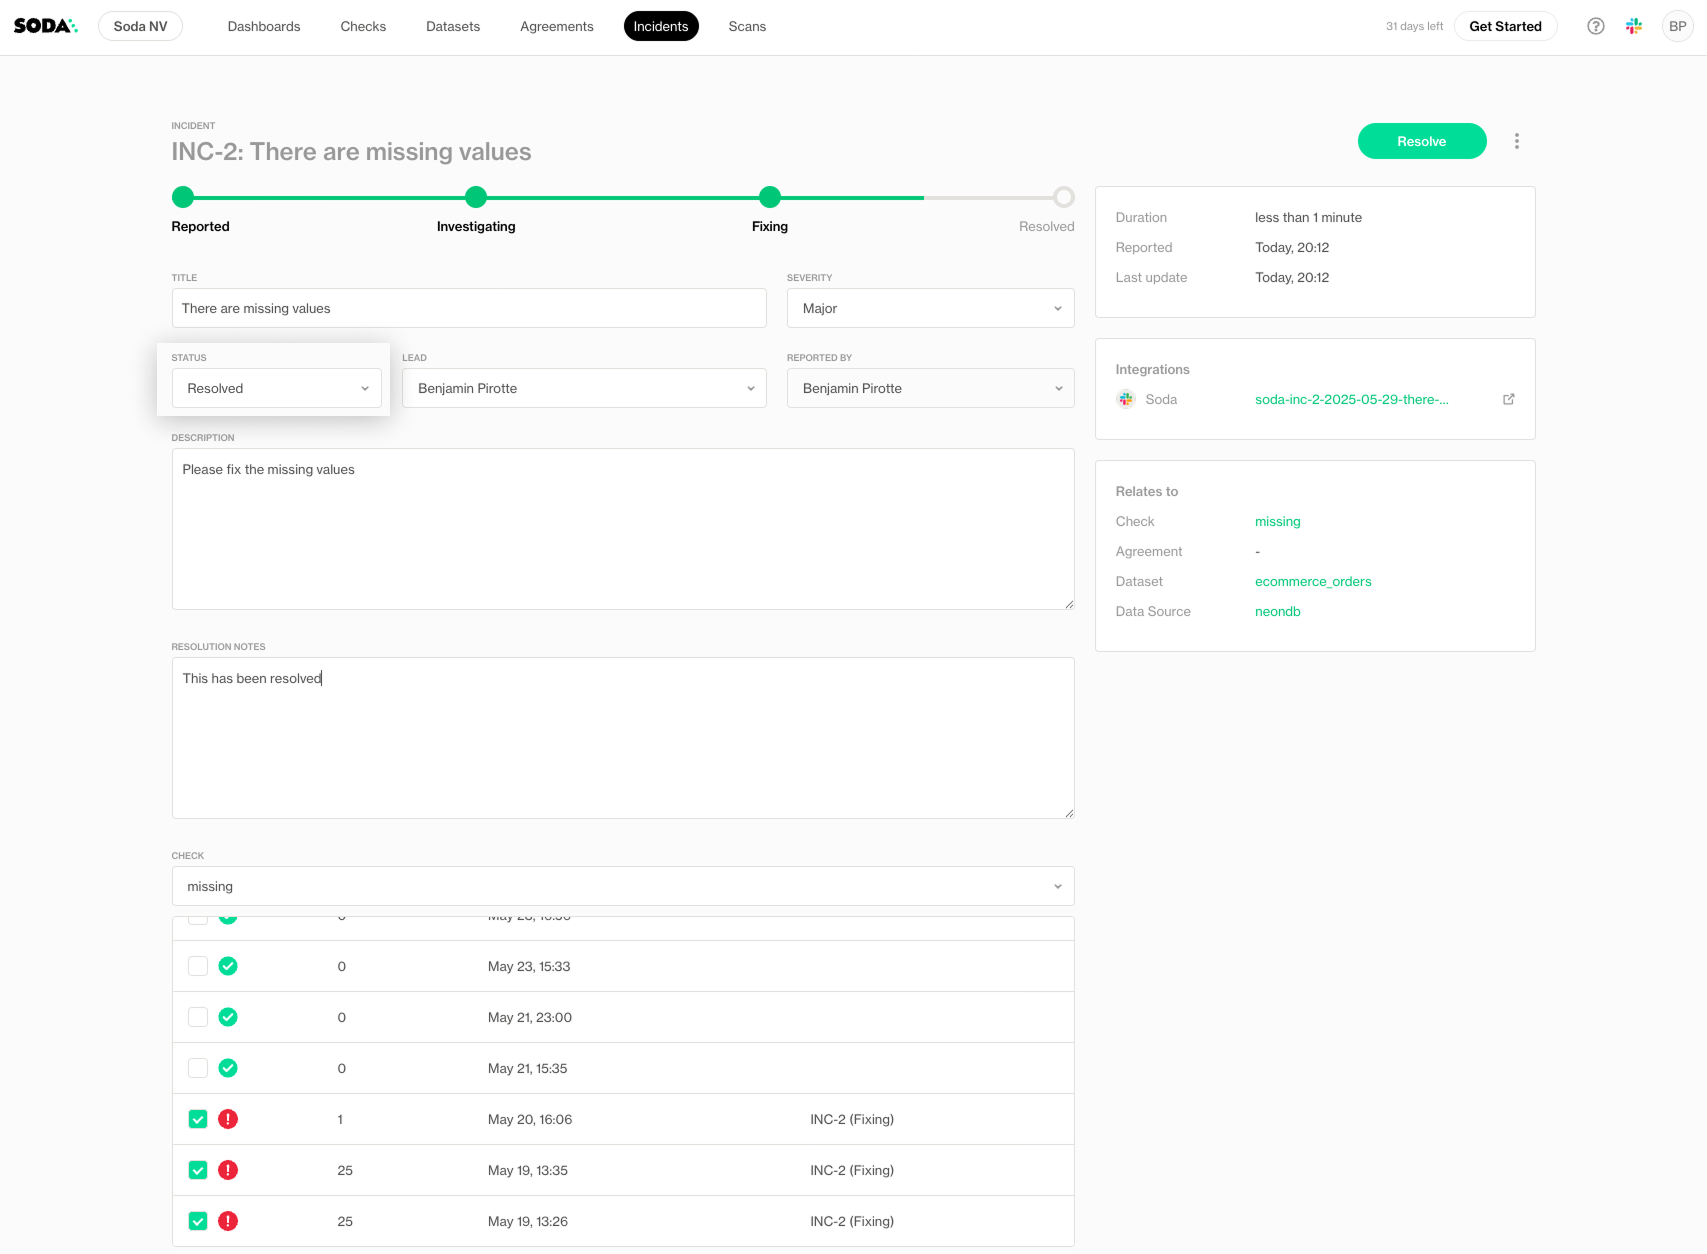 SODA
Soda NV
Dashboards
Checks
Datasets
Agreements
Incidents
Scans
31 days left
Get Started
BP
INCIDENT
INC-2: There are missing values
Resolve
Reported
Investigating
Fixing
Resolved
TITLE
There are missing values
SEVERITY
Major
STATUS
Resolved
LEAD
Benjamin Pirotte
REPORTED BY
Benjamin Pirotte
DESCRIPTION
Please fix the missing values
RESOLUTION NOTES
This has been resolved
CHECK
missing
0 May 23, 15:33
0 May 21, 23:00
0 May 21, 15:35
1 May 20, 16:06 INC-2 (Fixing)
25 May 19, 13:35 INC-2 (Fixing)
25 May 19, 13:26 INC-2 (Fixing)
Duration less than 1 minute
Reported Today, 20:12
Last update Today, 20:12
Integrations
Soda soda-inc-2-2025-05-29-there-...
Relates to
Check missing
Agreement -
Dataset ecommerce_orders
Data Source neondb